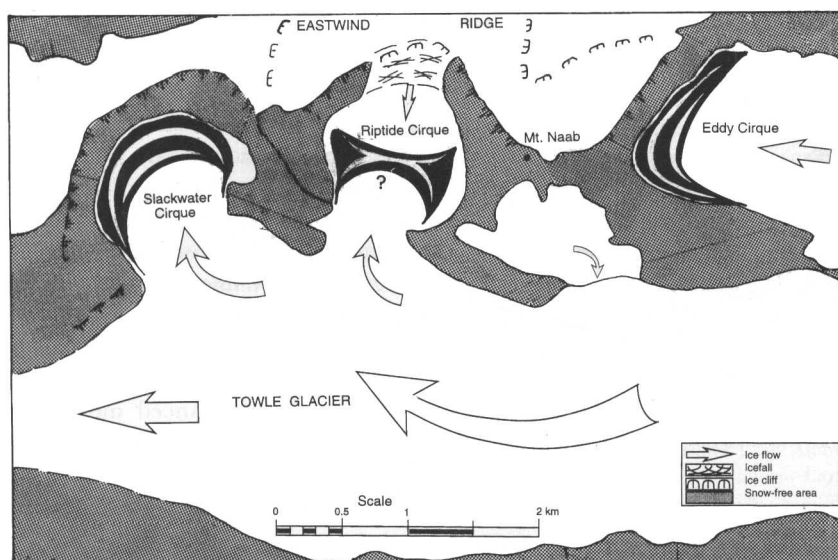 EASTWIND RIDGE
Riptide Cirque
Mt. Naab
Eddy Cirque
?
Slackwater
Cirque
TOWLE GLACIER
Ice flow
Icefall
Ice cliff
Snow-free area
Scale
0 0.5 1 2 km